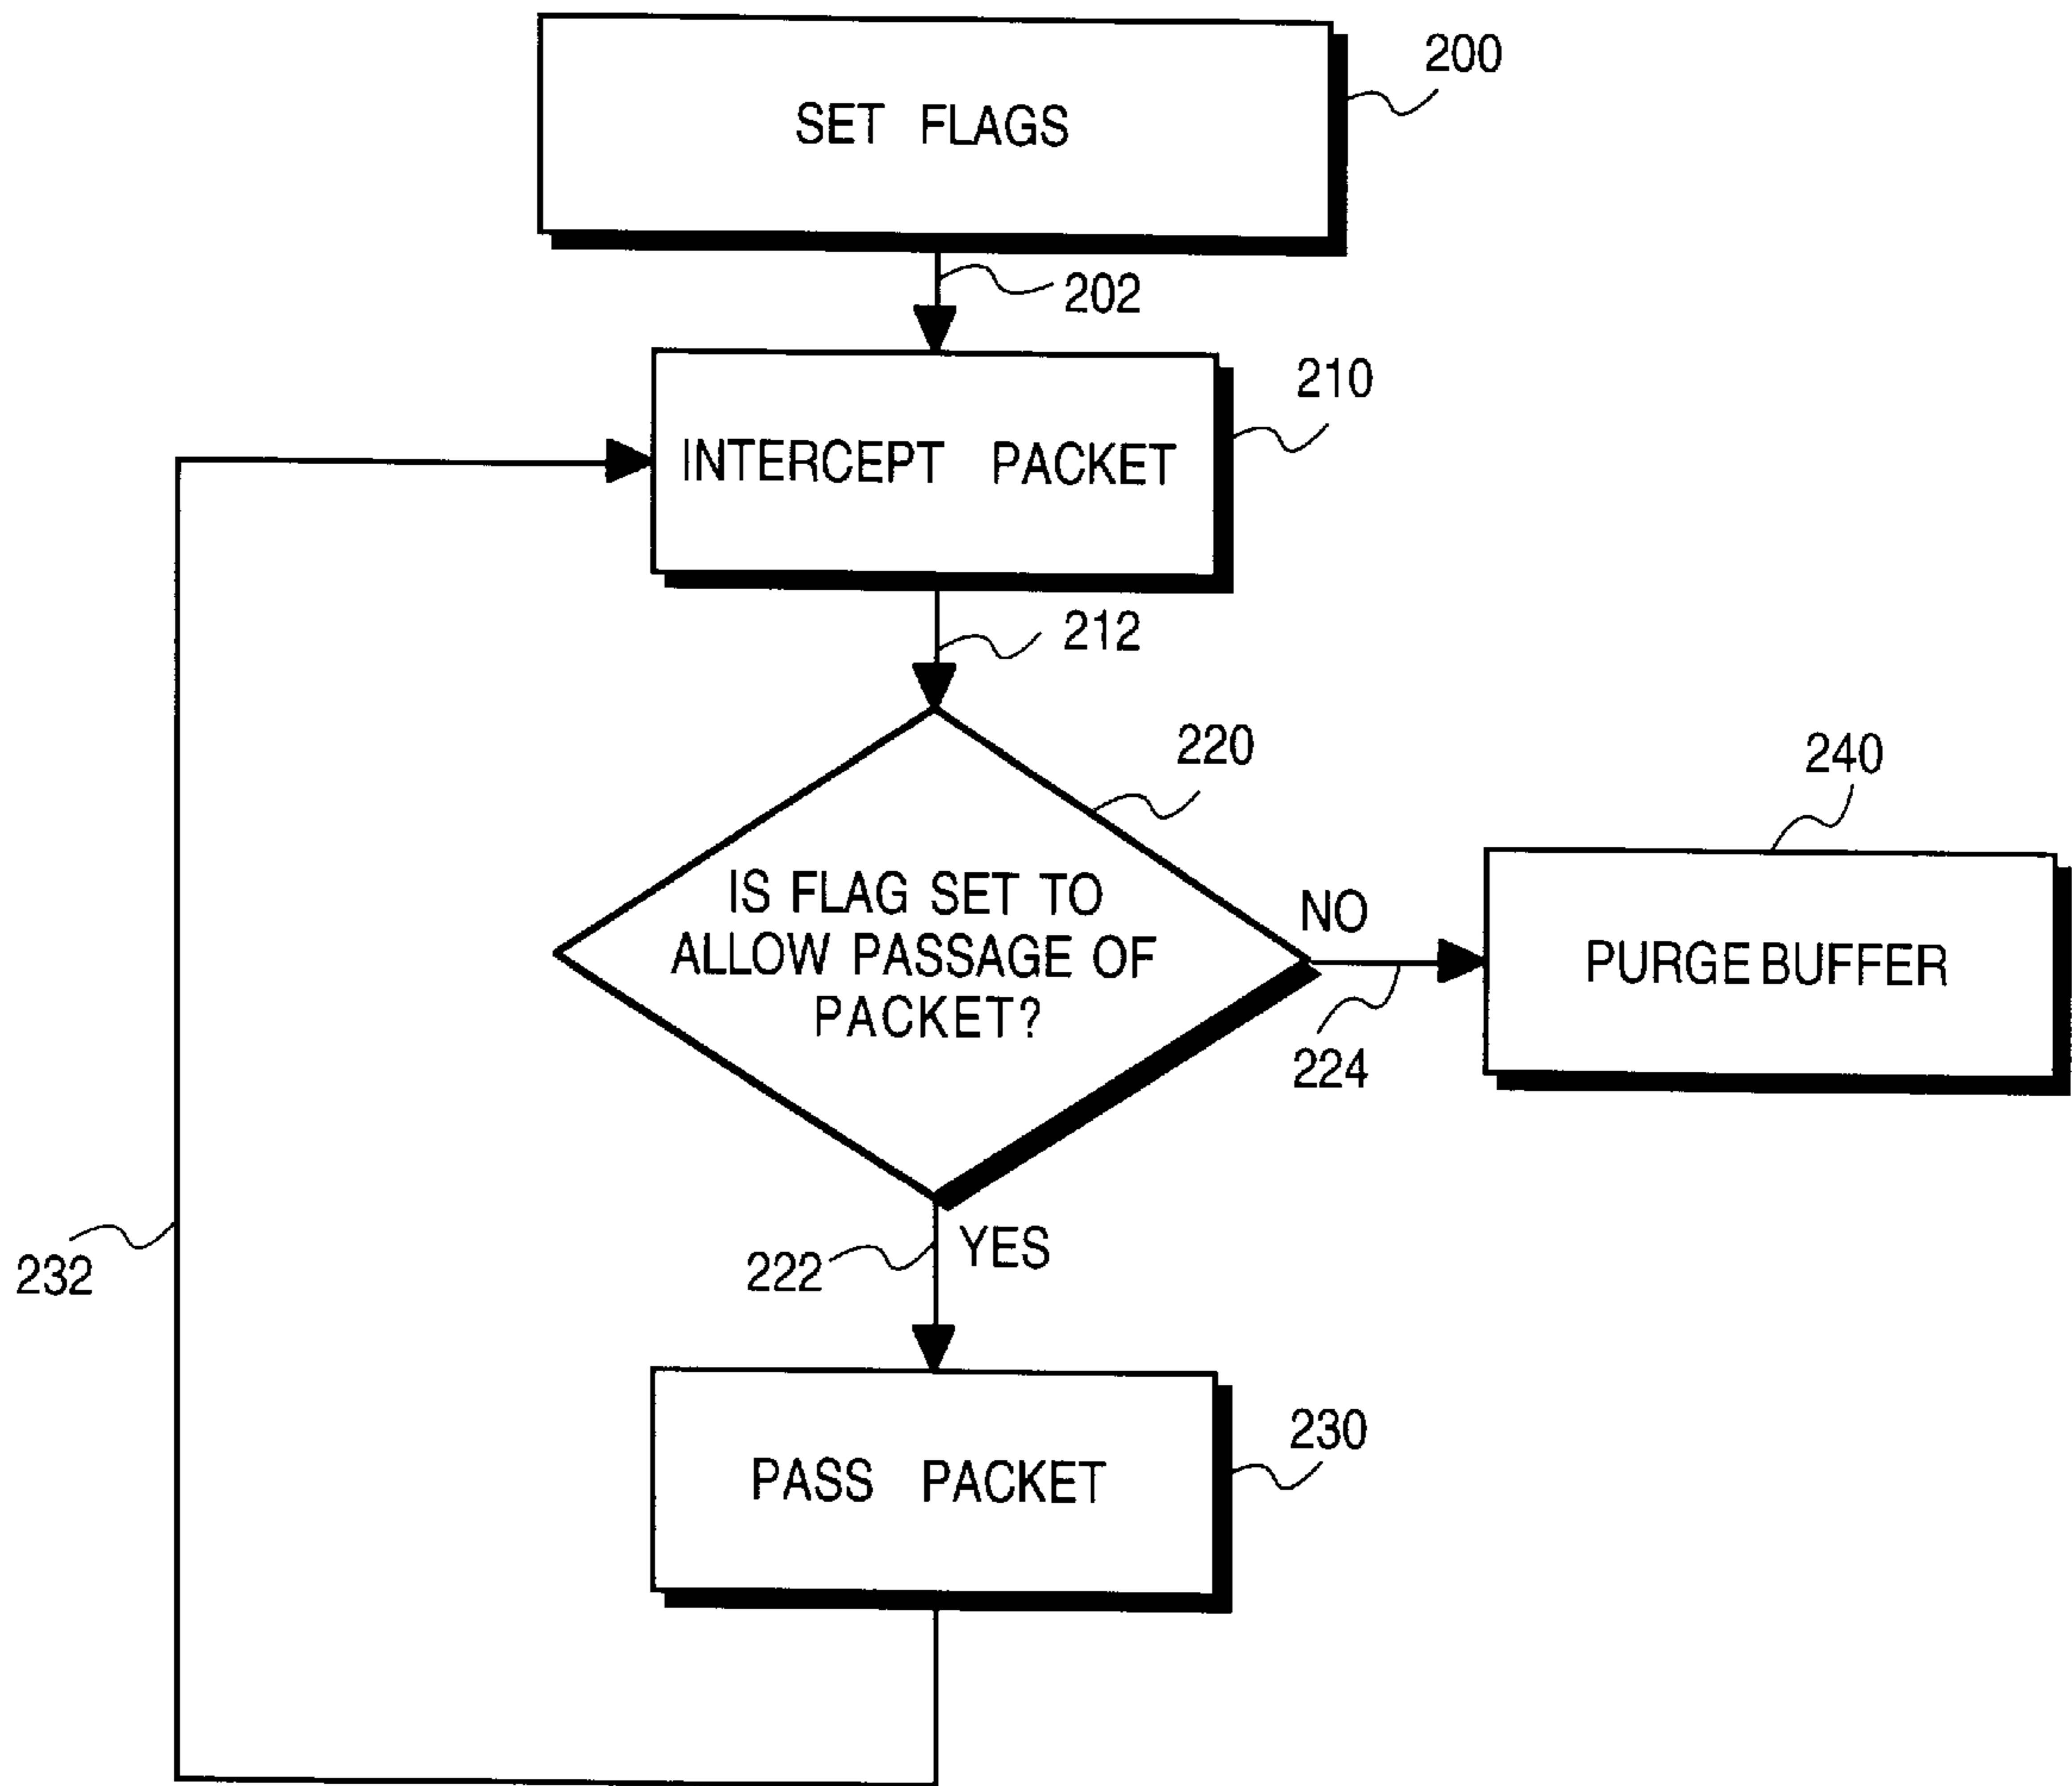 200
SET FLAGS
202
210
INTERCEPT PACKET
212
220
240
IS FLAG SET TO
ALLOW PASSAGE OF
PACKET?
NO
PURGE BUFFER
224
222
YES
232
230
PASS PACKET